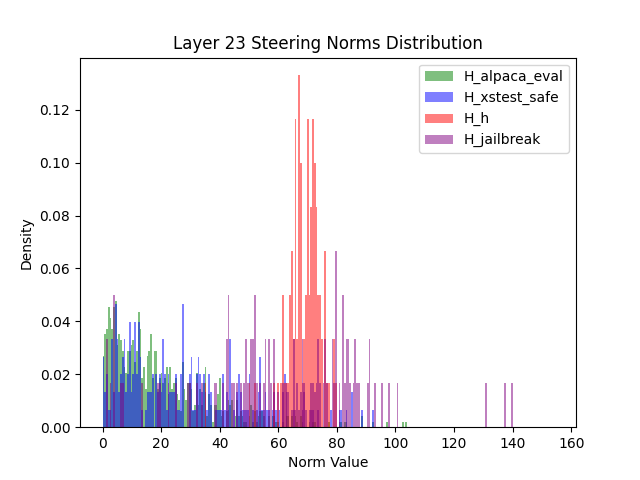 Layer 23 Steering Norms Distribution
H_alpaca_eval
H_xstest_safe
H_h
H_jailbreak
Density
0.12
0.10
0.08
0.06
0.04
0.02
0.00
0 20 40 60 80 100 120 140 160
Norm Value